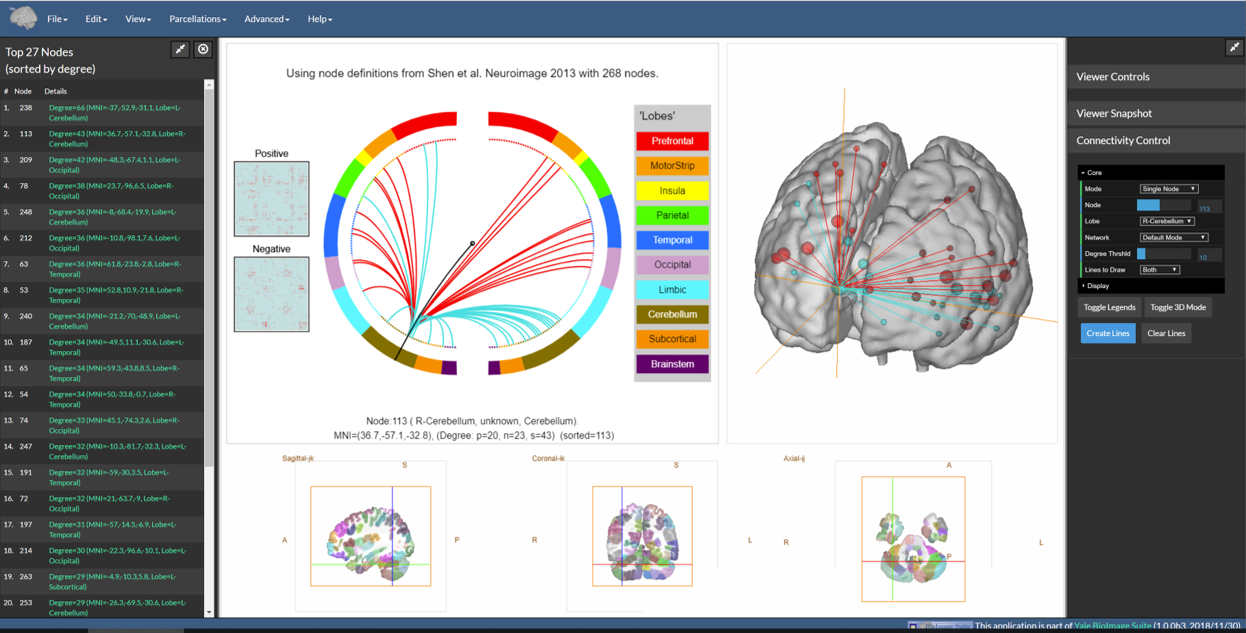 File Edit View Parcellations Advanced Help
Top 27 Nodes
(sorted by degree)
# Node Details
1. 238 Degree=66 (MNI=-37,-52.9,-31.1, Lobe=L-
Cerebellum)
2. 113 Degree=43 (MNI=36.7,-57.1,-32.8, Lobe=R-
Cerebellum)
3. 209 Degree=42 (MNI=-48.3,-67.4,1.1, Lobe=L-
Occipital)
4. 78 Degree=38 (MNI=23.7,-96,6.5, Lobe=R-
Occipital)
5. 248 Degree=36 (MNI=-8,-68.4,-19.9, Lobe=L-
Cerebellum)
6. 212 Degree=36 (MNI=-10.8,-98.1,7.6, Lobe=L-
Occipital)
7. 63 Degree=36 (MNI=61.8,-23.8,-2.8, Lobe=R-
Temporal)
8. 53 Degree=35 (MNI=52.8,10.9,-21.8, Lobe=R-
Temporal)
9. 240 Degree=34 (MNI=-21.2,-70,-48.9, Lobe=L-
Cerebellum)
10. 187 Degree=34 (MNI=-49.5,11.1,-30.6, Lobe=L-
Temporal)
11. 65 Degree=34 (MNI=59.3,-43.8,8.5, Lobe=R-
Temporal)
12. 54 Degree=34 (MNI=50,-33.8,-0.7, Lobe=R-
Temporal)
13. 74 Degree=33 (MNI=45.1,-74.3,2.6, Lobe=R-
Occipital)
14. 247 Degree=32 (MNI=-10.3,-81.7,-32.3, Lobe=L-
Cerebellum)
15. 191 Degree=32 (MNI=-59,-30,3.5, Lobe=L-
Temporal)
16. 72 Degree=32 (MNI=21,-63.7,-9, Lobe=R-
Occipital)
17. 197 Degree=31 (MNI=-57,-14.5,-6.9, Lobe=L-
Temporal)
18. 214 Degree=30 (MNI=-22.3,-96.6,-10.1, Lobe=L-
Occipital)
19. 263 Degree=29 (MNI=-4.9,-10.3,5.8, Lobe=L-
Subcortical)
20. 253 Degree=29 (MNI=-26.3,-69.5,-30.6, Lobe=L-
Cerebellum)
Using node definitions from Shen et al. Neuroimage 2013 with 268 nodes.
Positive
Negative
'Lobes'
Prefrontal
MotorStrip
Insula
Parietal
Temporal
Occipital
Limbic
Cerebellum
Subcortical
Brainstem
Node:113 ( R-Cerebellum, unknown, Cerebellum).
MNI=(36.7,-57.1,-32.8), (Degree: p=20, n=23, s=43) (sorted=113)
Sagittal-jk
S
A
P
Coronal-ik
S
R
L
Axial-ij
A
R
P
L
Viewer Controls
Viewer Snapshot
Connectivity Control
Core
Mode Single Node
Node 113
Lobe R-Cerebellum
Network Default Mode
Degree Thrshld 10
Lines to Draw Both
Display
Toggle Legends Toggle 3D Mode
Create Lines Clear Lines
This application is part of Yale BioImage Suite (1.0.0b3, 2018/11/30)